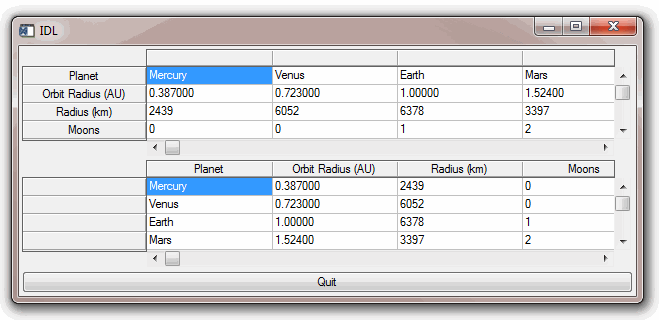 IDL
Planet Mercury Venus Earth Mars
Orbit Radius (AU) 0.387000 0.723000 1.00000 1.52400
Radius (km) 2439 6052 6378 3397
Moons 0 0 1 2
Planet Orbit Radius (AU) Radius (km) Moons
Mercury 0.387000 2439 0
Venus 0.723000 6052 0
Earth 1.00000 6378 1
Mars 1.52400 3397 2
Quit